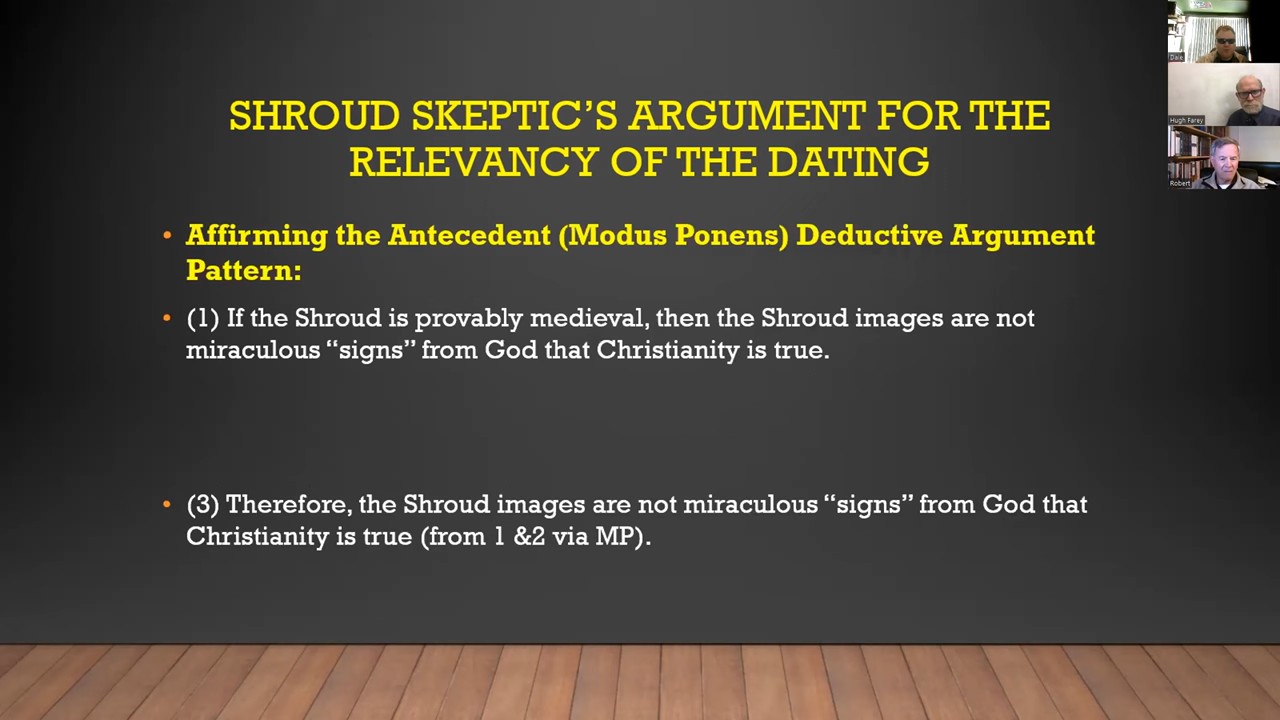 SHROUD SKEPTIC'S ARGUMENT FOR THE
RELEVANCY OF THE DATING
• Affirming the Antecedent (Modus Ponens) Deductive Argument
Pattern:
• (1) If the Shroud is provably medieval, then the Shroud images are not
miraculous “signs” from God that Christianity is true.
• (3) Therefore, the Shroud images are not miraculous “signs” from God that
Christianity is true (from 1 &2 via MP).
Dale
Hugh Farey
Robert